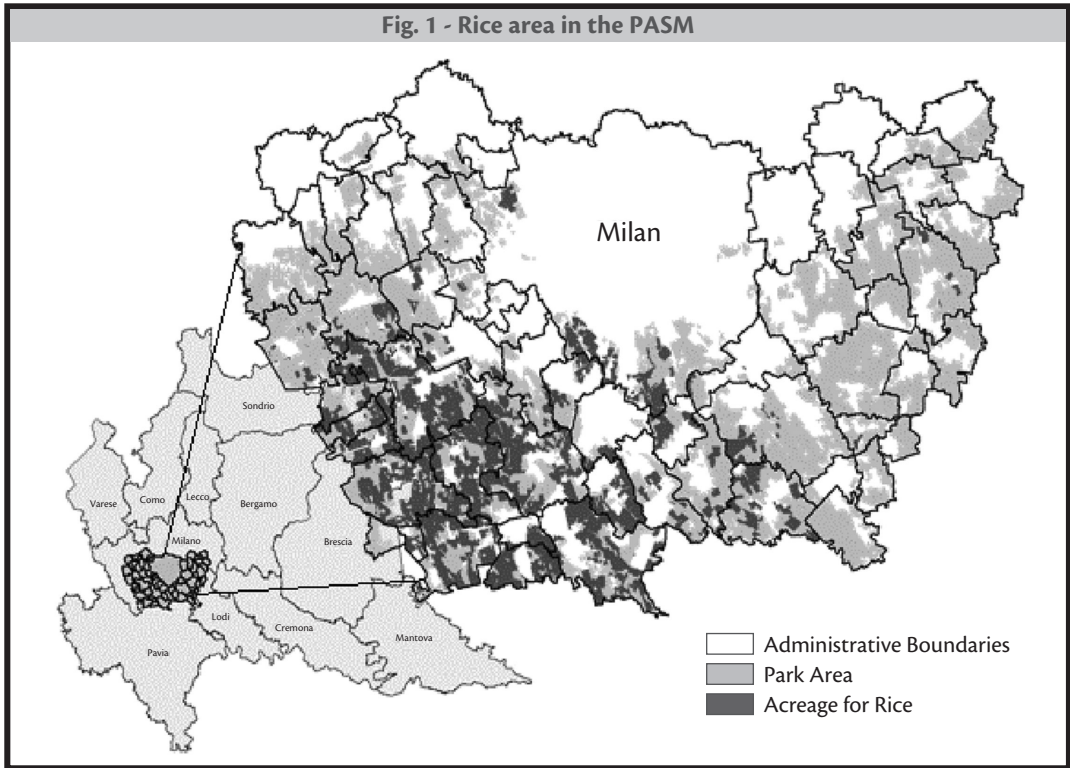 Fig. 1 - Rice area in the PASM
Milan
Sondrio
Varese
Como
Lecco
Bergamo
Milano
Brescia
Lodi
Cremona
Mantova
Pavia
Administrative Boundaries
Park Area
Acreage for Rice